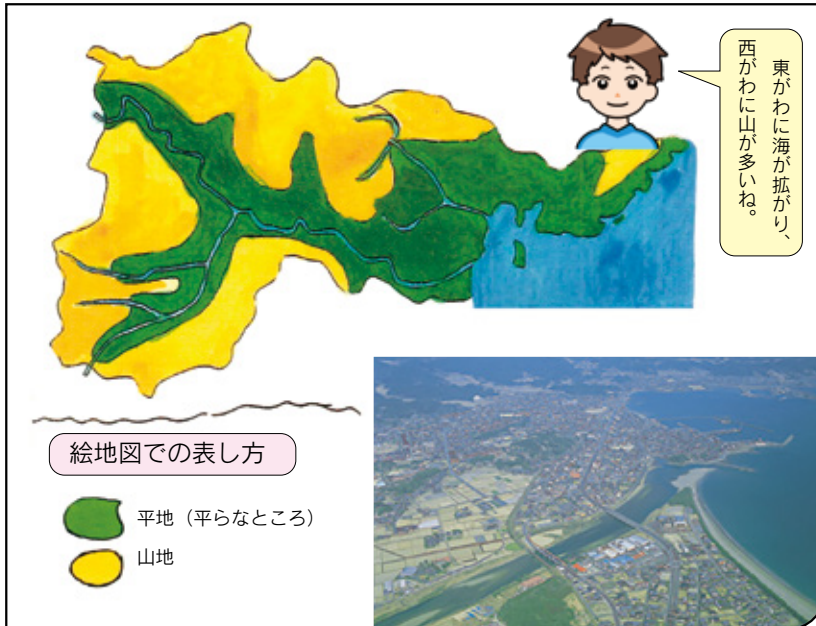 東がわに海が拡がり、
西がわに山が多いね。
絵地図での表し方
平地（平らなところ）
山地